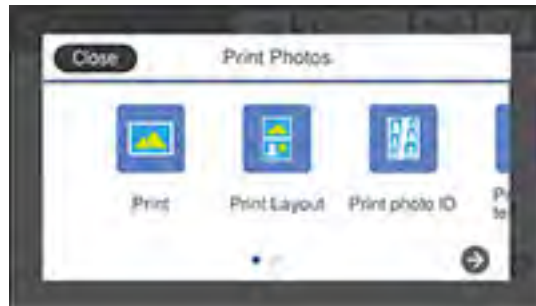 Close
Print Photos
Print
Print Layout
Print photo ID